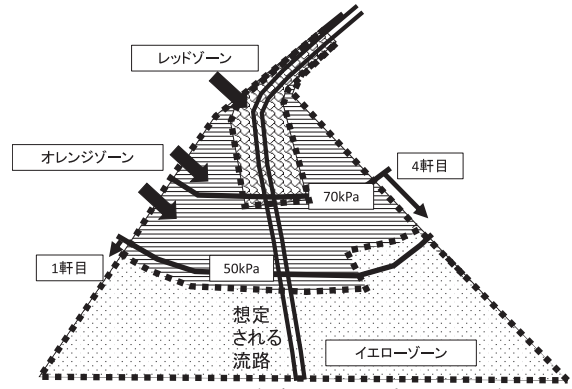 レッドゾーン
オレンジゾーン
4軒目
70kPa
1軒目
50kPa
想定
される
流路
イエローゾーン